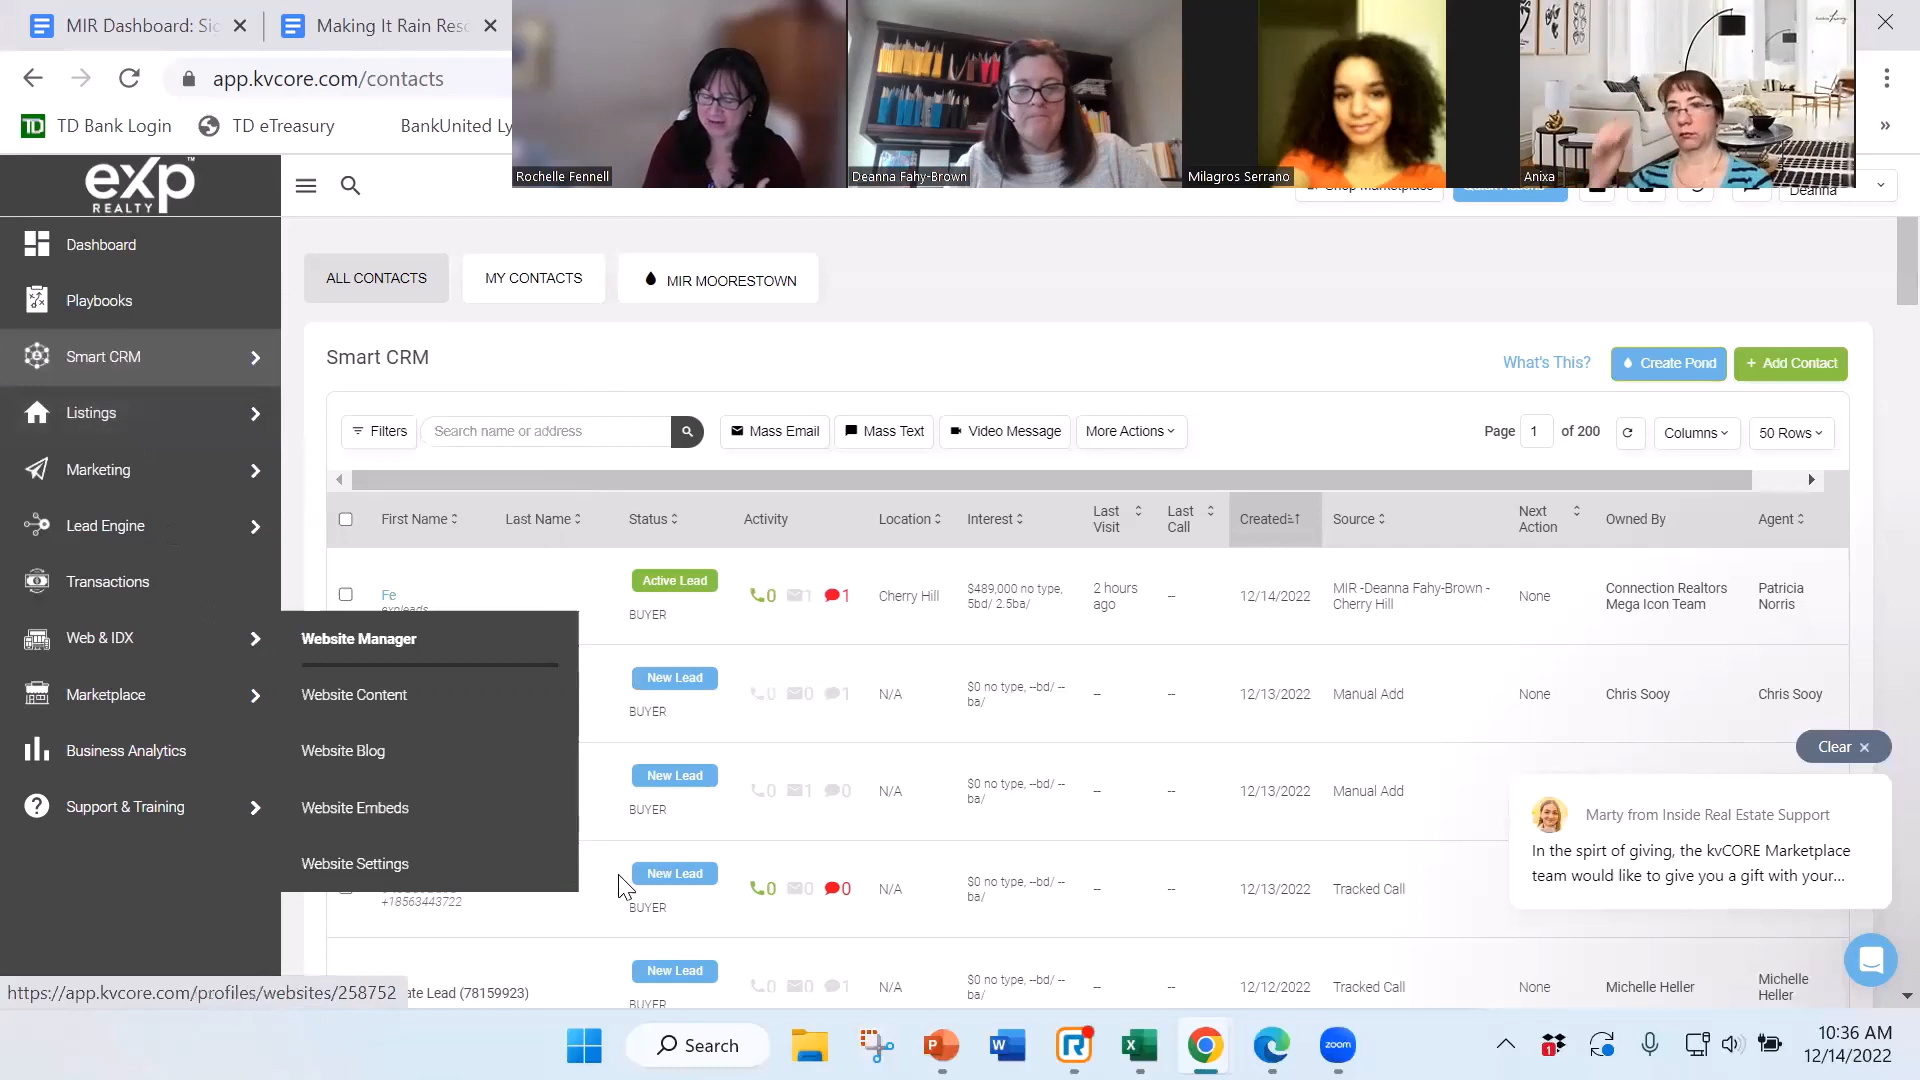 MIR Dashboard: Sig
Making It Rain Reso
app.kvcore.com/contacts
TD
TD Bank Login
TD eTreasury
BankUnited Ly
Rochelle Fennell
Deanna Fahy-Brown
Milagros Serrano
Anixa
exp
REALTY
Deanna
Dashboard
Playbooks
Smart CRM
Listings
Marketing
Lead Engine
Transactions
Web & IDX
Marketplace
Business Analytics
Support & Training
Website Manager
Website Content
Website Blog
Website Embeds
Website Settings
ALL CONTACTS
MY CONTACTS
MIR MOORESTOWN
Smart CRM
What's This?
Create Pond
+ Add Contact
Filters
Search name or address
Mass Email
Mass Text
Video Message
More Actions
Page 1 of 200
Columns
50 Rows
First Name
Last Name
Status
Activity
Location
Interest
Last Visit
Last Call
Created
Source
Next Action
Owned By
Agent
Fe
expleads
Active Lead
BUYER
0 1 1
Cherry Hill
$489,000 no type,
5bd/ 2.5ba/
2 hours
ago
--
12/14/2022
MIR -Deanna Fahy-Brown -
Cherry Hill
None
Connection Realtors
Mega Icon Team
Patricia
Norris
New Lead
BUYER
0 0 1
N/A
$0 no type, --bd/ --
ba/
--
--
12/13/2022
Manual Add
None
Chris Sooy
Chris Sooy
New Lead
BUYER
0 1 0
N/A
$0 no type, --bd/ --
ba/
--
--
12/13/2022
Manual Add
+18563443722
New Lead
BUYER
0 0 0
N/A
$0 no type, --bd/ --
ba/
--
--
12/13/2022
Tracked Call
ate Lead (78159923)
New Lead
BUYER
0 0 1
N/A
$0 no type, --bd/ --
ba/
--
--
12/12/2022
Tracked Call
None
Michelle Heller
Michelle
Heller
Clear ×
Marty from Inside Real Estate Support
In the spirt of giving, the kvCORE Marketplace
team would like to give you a gift with your...
https://app.kvcore.com/profiles/websites/258752
Search
P
W
R
X
zoom
1
10:36 AM
12/14/2022